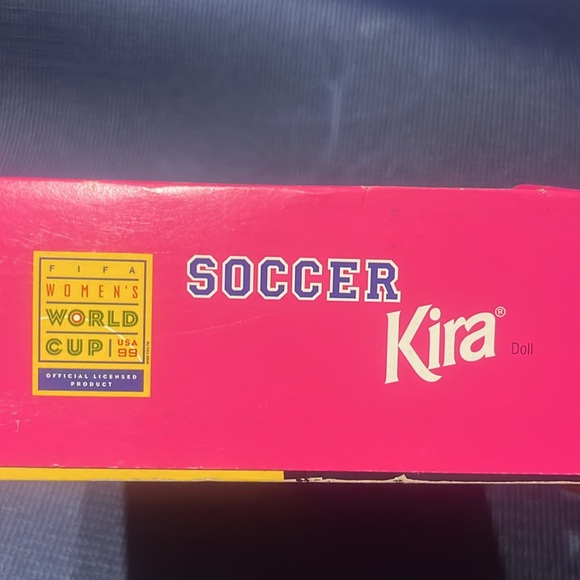 FIFA
WOMEN'S
WORLD
CUP USA 99
OFFICIAL LICENSED
PRODUCT
SOCCER
Kira® Doll